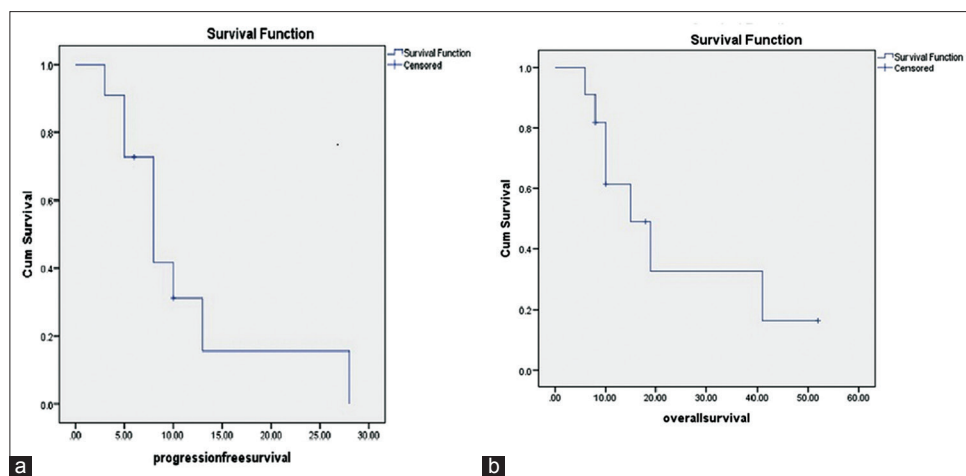 Survival Function
Survival Function
Censored
1.0
0.8
0.6
0.4
0.2
0.0
Cum Survival
.00 5.00 10.00 15.00 20.00 25.00 30.00
progressionfreesurvival
a
Survival Function
Survival Function
Censored
1.0
0.8
0.6
0.4
0.2
0.0
Cum Survival
.00 10.00 20.00 30.00 40.00 50.00 60.00
overallsurvival
b